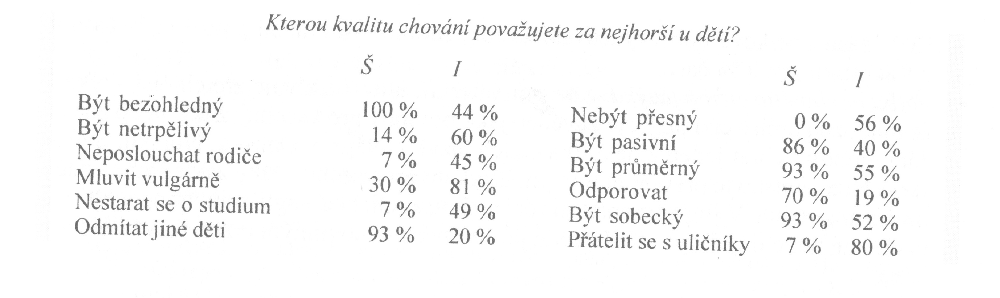 Kterou kvalitu chování považujete za nejhorší u dětí?
Š I
Být bezohledný 100 % 44 %
Být netrpělivý 14 % 60 %
Neposlouchat rodiče 7 % 45 %
Mluvit vulgárně 30 % 81 %
Nestarat se o studium 7 % 49 %
Odmítat jiné děti 93 % 20 %
Š I
Nebýt přesný 0 % 56 %
Být pasivní 86 % 40 %
Být průměrný 93 % 55 %
Odporovat 70 % 19 %
Být sobecký 93 % 52 %
Přátelit se s uličníky 7 % 80 %